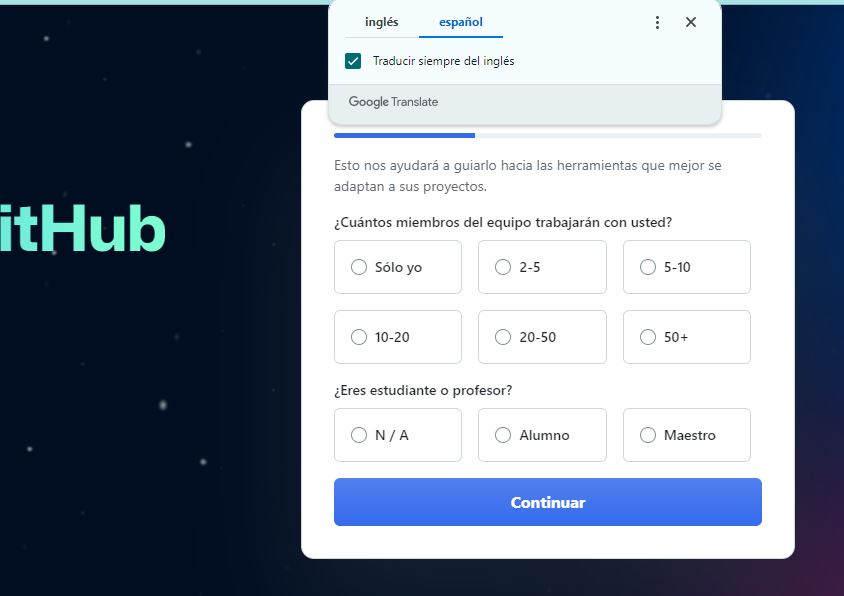 inglés
español
Traducir siempre del inglés
Google Translate
itHub
Esto nos ayudará a guiarlo hacia las herramientas que mejor se
adaptan a sus proyectos.
¿Cuántos miembros del equipo trabajarán con usted?
Sólo yo
2-5
5-10
10-20
20-50
50+
¿Eres estudiante o profesor?
N / A
Alumno
Maestro
Continuar